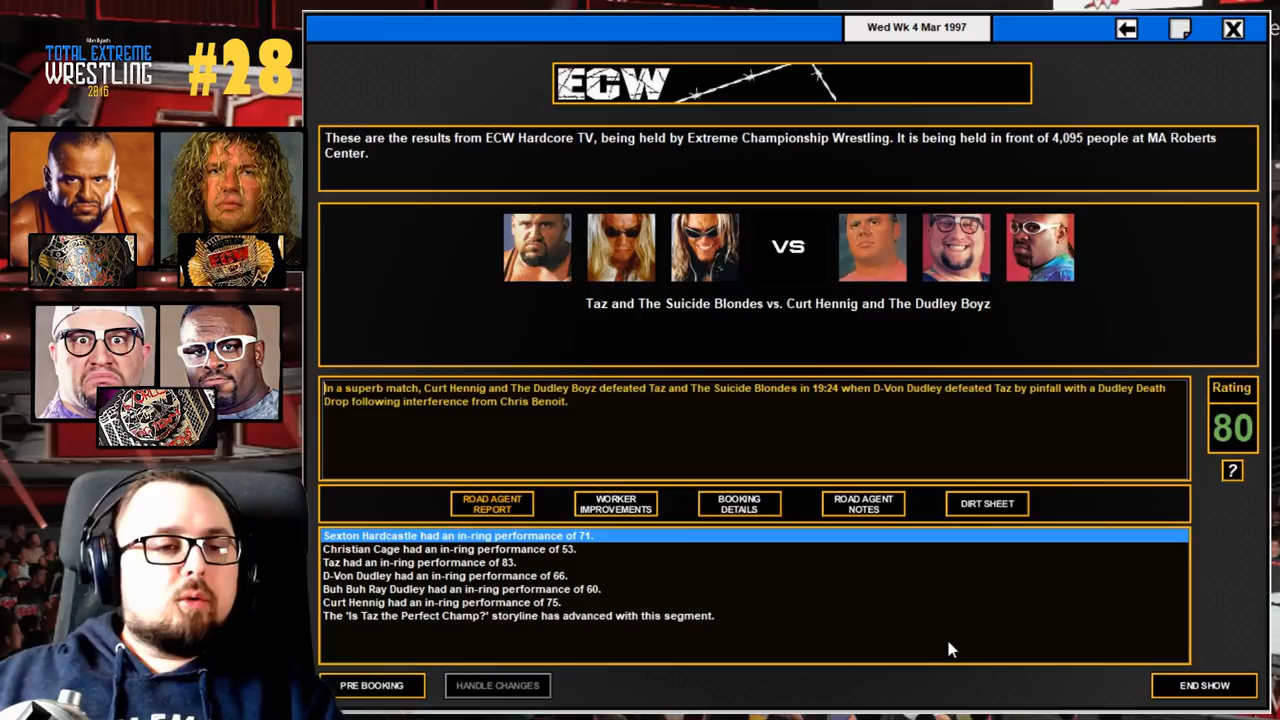 TOTAL EXTREME
WRESTLING
2016
#28
Wed Wk 4 Mar 1997
ECW
These are the results from ECW Hardcore TV, being held by Extreme Championship Wrestling. It is being held in front of 4,095 people at MA Roberts
Center.
VS
Taz and The Suicide Blondes vs. Curt Hennig and The Dudley Boyz
In a superb match, Curt Hennig and The Dudley Boyz defeated Taz and The Suicide Blondes in 19:24 when D-Von Dudley defeated Taz by pinfall with a Dudley Death
Drop following interference from Chris Benoit.
Rating
80
?
ROAD AGENT
REPORT
WORKER
IMPROVEMENTS
BOOKING
DETAILS
ROAD AGENT
NOTES
DIRT SHEET
Sexton Hardcastle had an in-ring performance of 71.
Christian Cage had an in-ring performance of 53.
Taz had an in-ring performance of 83.
D-Von Dudley had an in-ring performance of 66.
Buh Buh Ray Dudley had an in-ring performance of 60.
Curt Hennig had an in-ring performance of 75.
The 'Is Taz the Perfect Champ?' storyline has advanced with this segment.
PRE BOOKING
HANDLE CHANGES
END SHOW